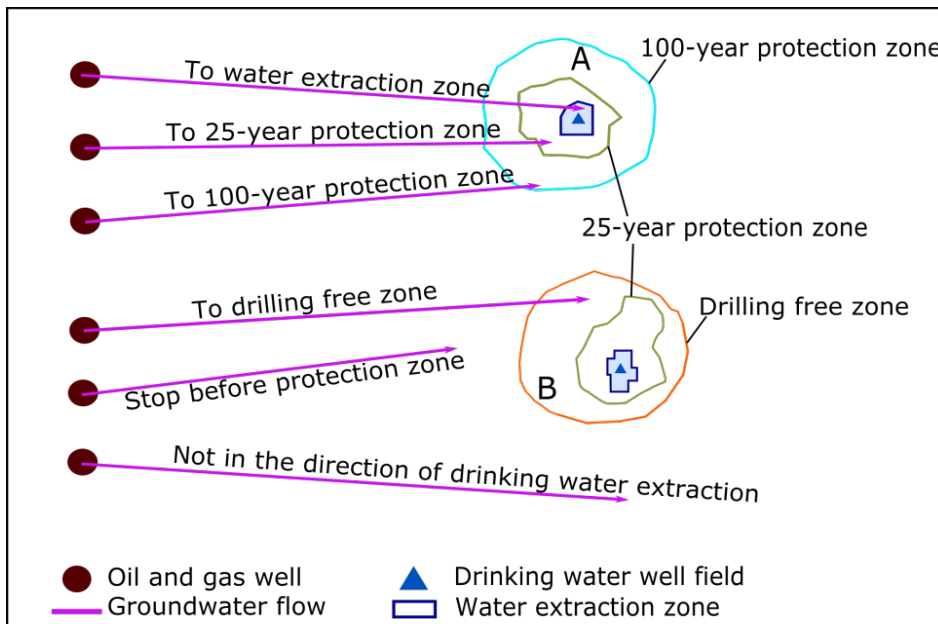 100-year protection zone
A
To water extraction zone
To 25-year protection zone
To 100-year protection zone
25-year protection zone
To drilling free zone
Drilling free zone
Stop before protection zone
B
Not in the direction of drinking water extraction
Oil and gas well
Drinking water well field
Groundwater flow
Water extraction zone